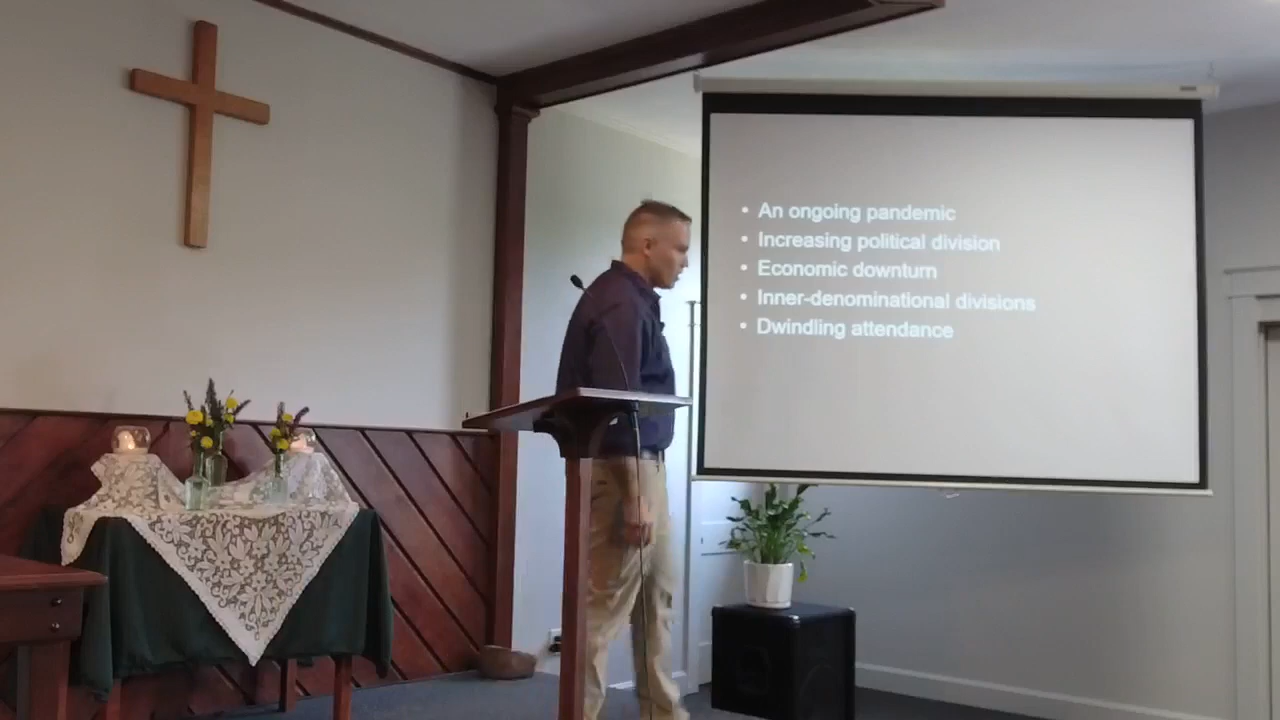 • An ongoing pandemic
• Increasing political division
• Economic downturn
• Inner-denominational divisions
• Dwindling attendance